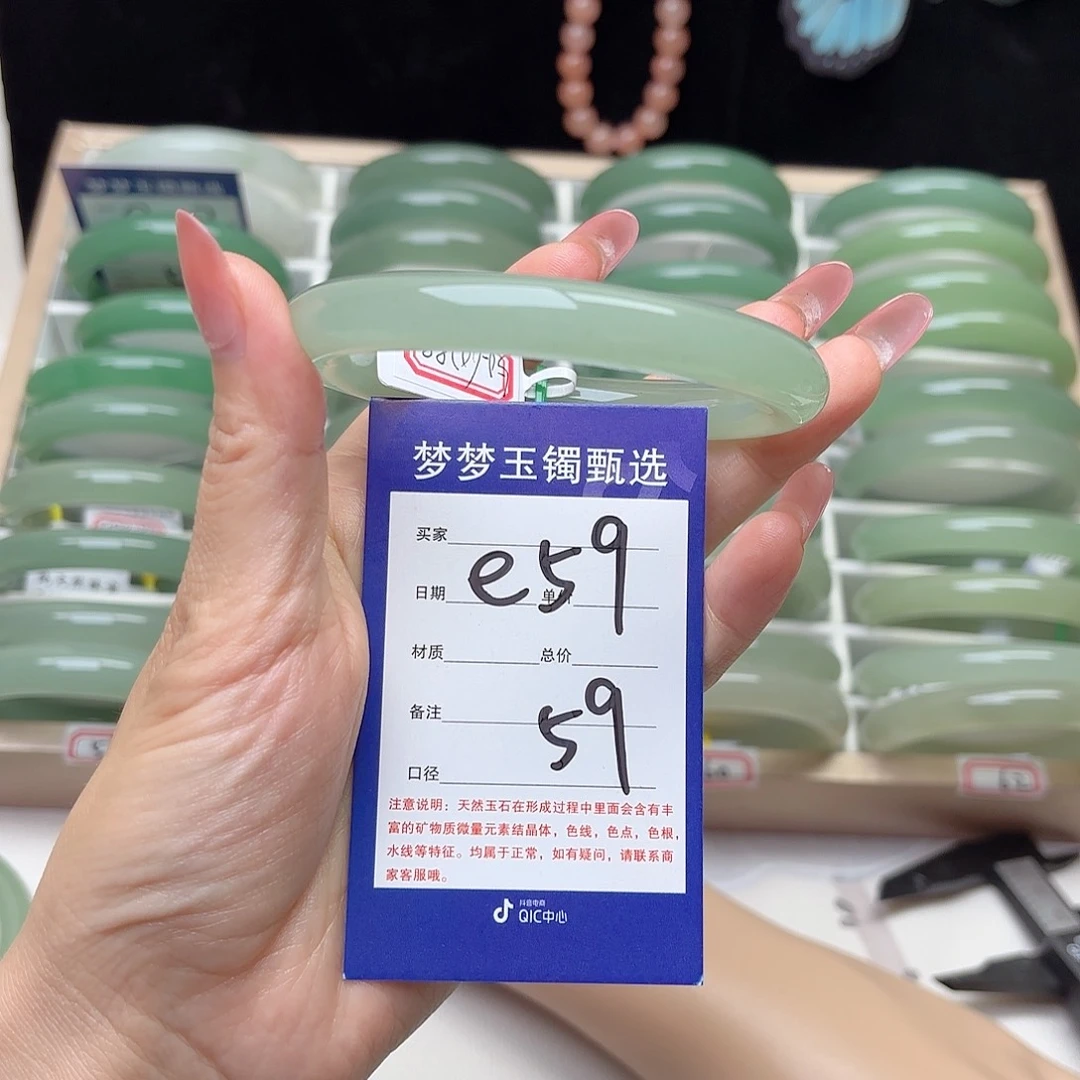 梦梦玉镯甄选
买家
e59
日期 单价
材质 总价
备注
59
口径
注意说明：天然玉石在形成过程中里面会含有丰
富的矿物质微量元素结晶体，色线，色点，色根，
水线等特征。均属于正常，如有疑问，请联系商
家客服哦。
抖音电商
QIC中心